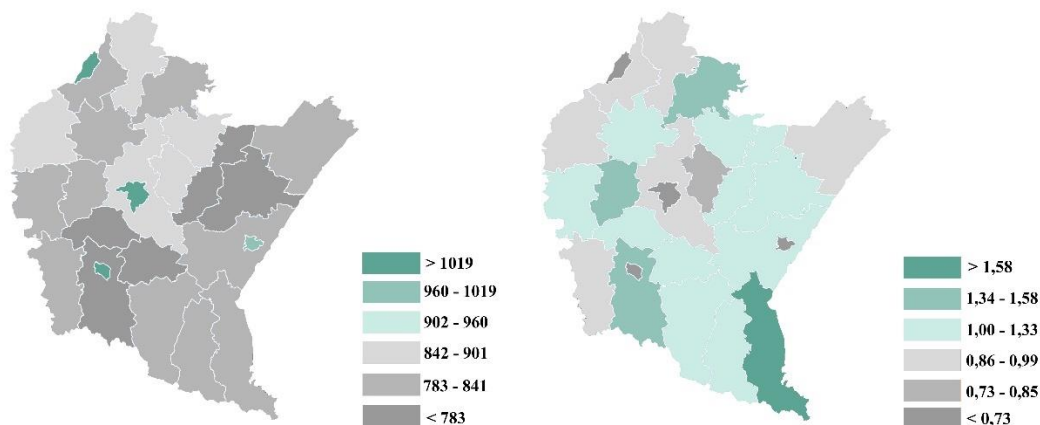 > 1019
960 - 1019
902 - 960
842 - 901
783 - 841
< 783
> 1,58
1,34 - 1,58
1,00 - 1,33
0,86 - 0,99
0,73 - 0,85
< 0,73